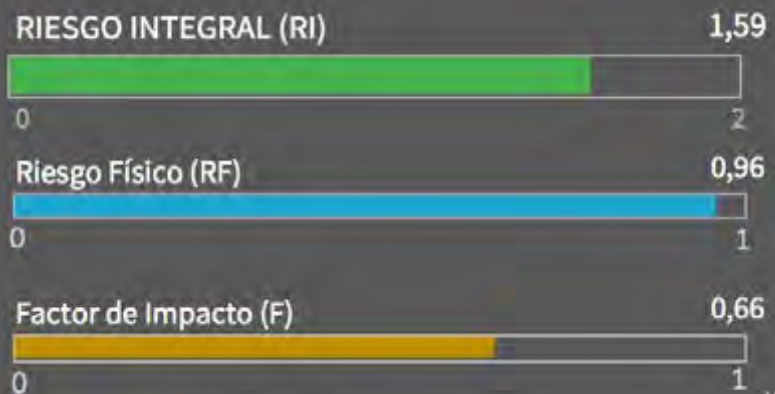 RIESGO INTEGRAL (RI) 1,59
0 2
Riesgo Físico (RF) 0,96
0 1
Factor de Impacto (F) 0,66
0 1